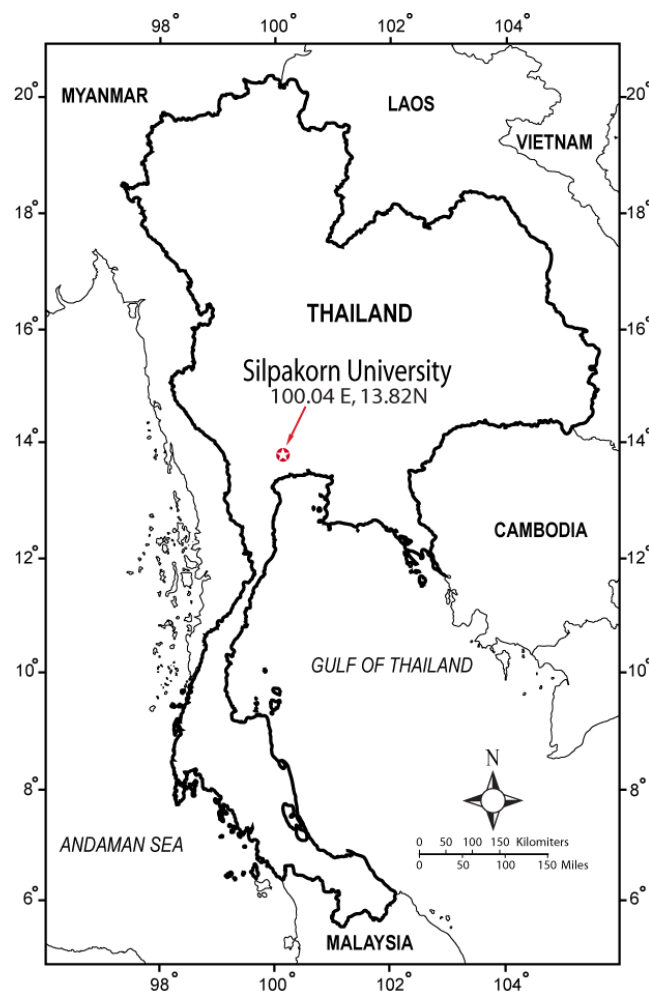 98° 100° 102° 104°
20° 20°
MYANMAR
LAOS
VIETNAM
18° 18°
THAILAND
16° 16°
Silpakorn University
100.04 E, 13.82N
14° 14°
CAMBODIA
12° 12°
10° 10°
GULF OF THAILAND
N
8° 8°
ANDAMAN SEA
0 50 100 150 Kilomiters
0 50 100 150 Miles
6° 6°
MALAYSIA
98° 100° 102° 104°